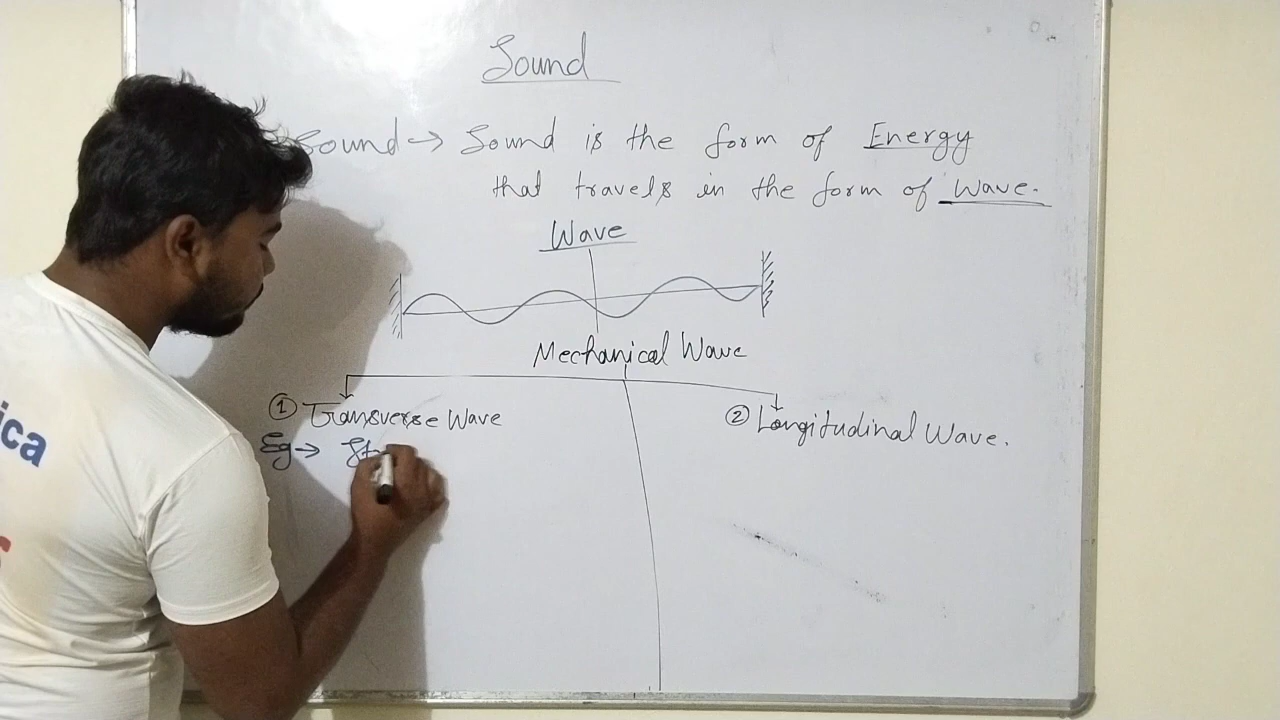 Sound
Sound → Sound is the form of Energy
that travels in the form of Wave.
Wave
Mechanical Wave
① Transverse Wave
② Longitudinal Wave.
Eg →
ica